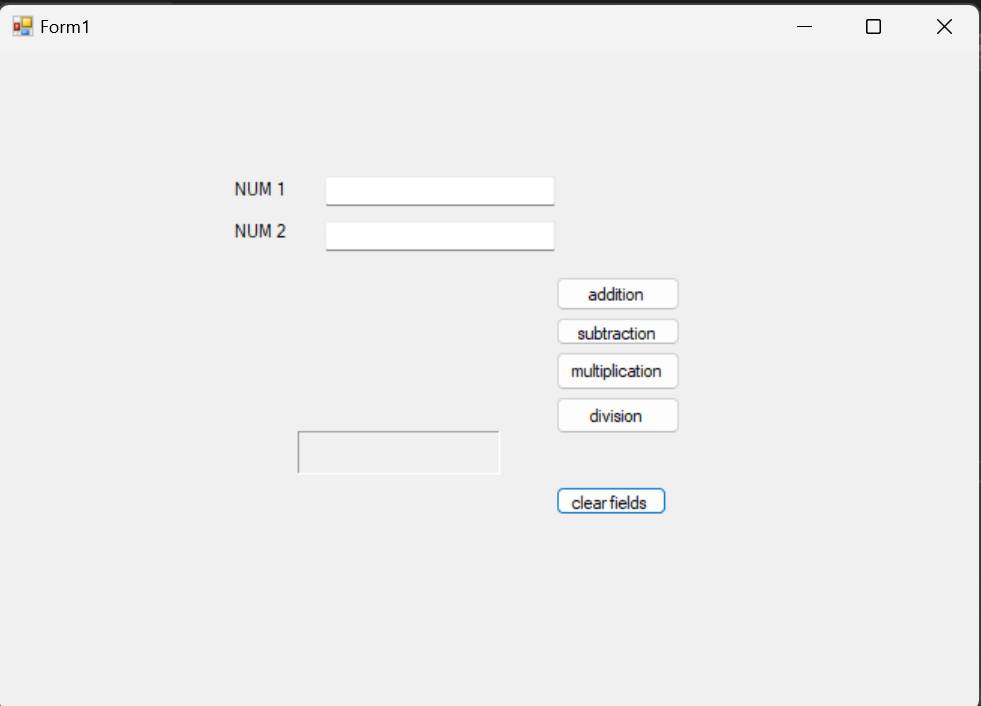 Form1
NUM 1
NUM 2
addition
subtraction
multiplication
division
clear fields